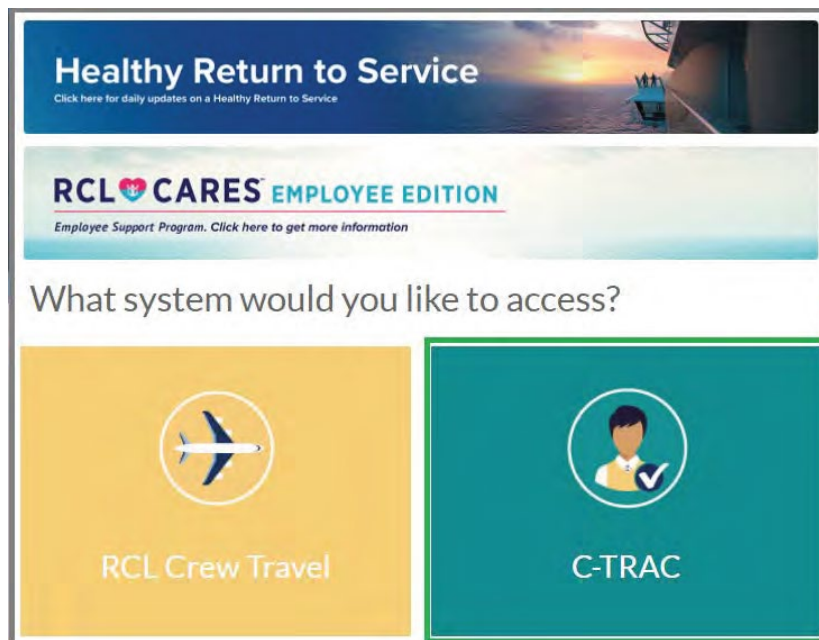 Healthy Return to Service
Click here for daily updates on a Healthy Return to Service
RCL CARES™ EMPLOYEE EDITION
Employee Support Program. Click here to get more information
What system would you like to access?
RCL Crew Travel
C-TRAC